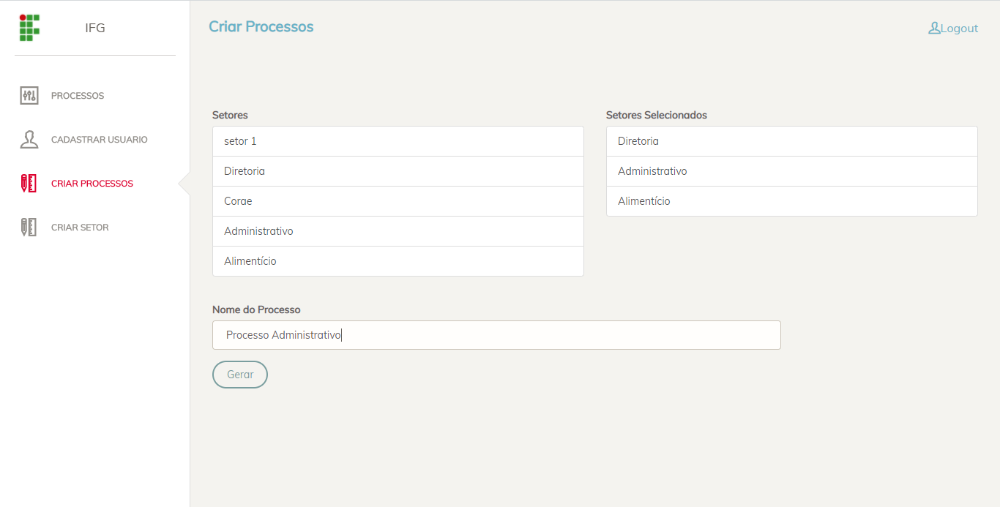 IFG
PROCESSOS
CADASTRAR USUARIO
CRIAR PROCESSOS
CRIAR SETOR
Criar Processos
Logout
Setores
setor 1
Diretoria
Corae
Administrativo
Alimentício
Setores Selecionados
Diretoria
Administrativo
Alimentício
Nome do Processo
Processo Administrativo
Gerar